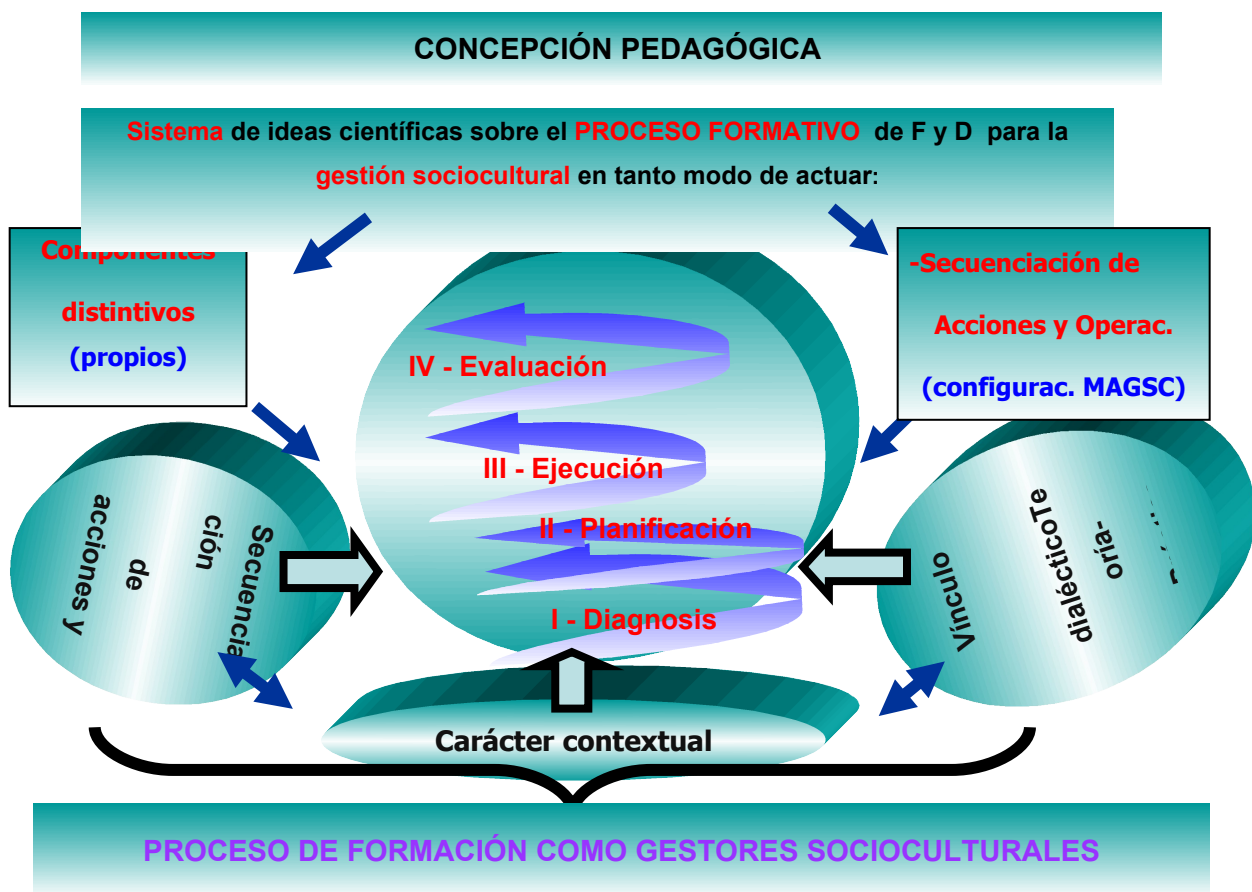 CONCEPCIÓN PEDAGÓGICA
Sistema de ideas científicas sobre el PROCESO FORMATIVO de F y D para la
gestión sociocultural en tanto modo de actuar:
Componentes
distintivos
(propios)
-Secuenciación de
Acciones y Operac.
(configurac. MAGSC)
IV - Evaluación
III - Ejecución
II - Planificación
I - Diagnosis
Secuencia
ción
de
acciones y
Vínculo
dialécticoTe
oría-
Carácter contextual
PROCESO DE FORMACIÓN COMO GESTORES SOCIOCULTURALES